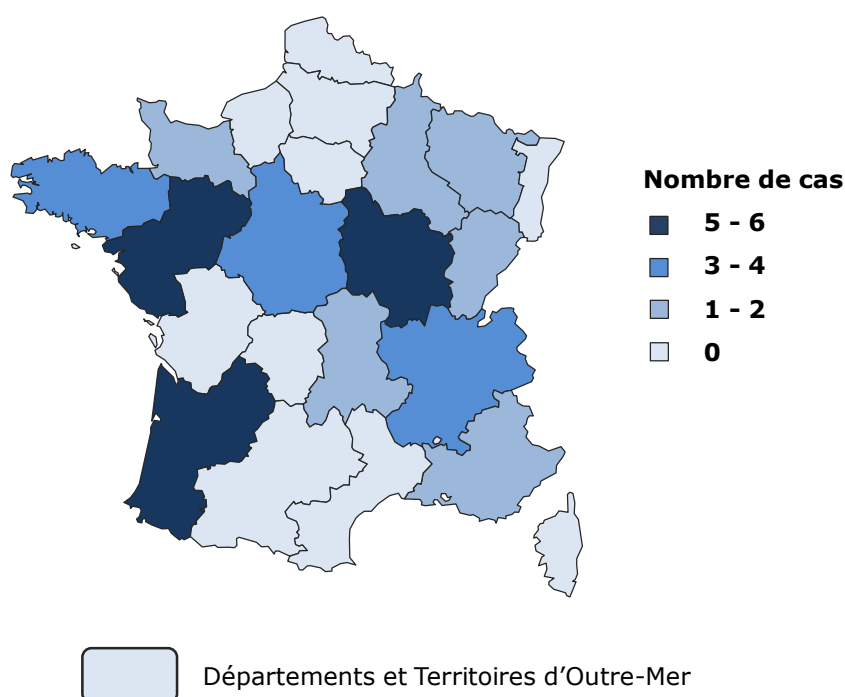 Nombre de cas
5 - 6
3 - 4
1 - 2
0
Départements et Territoires d’Outre-Mer